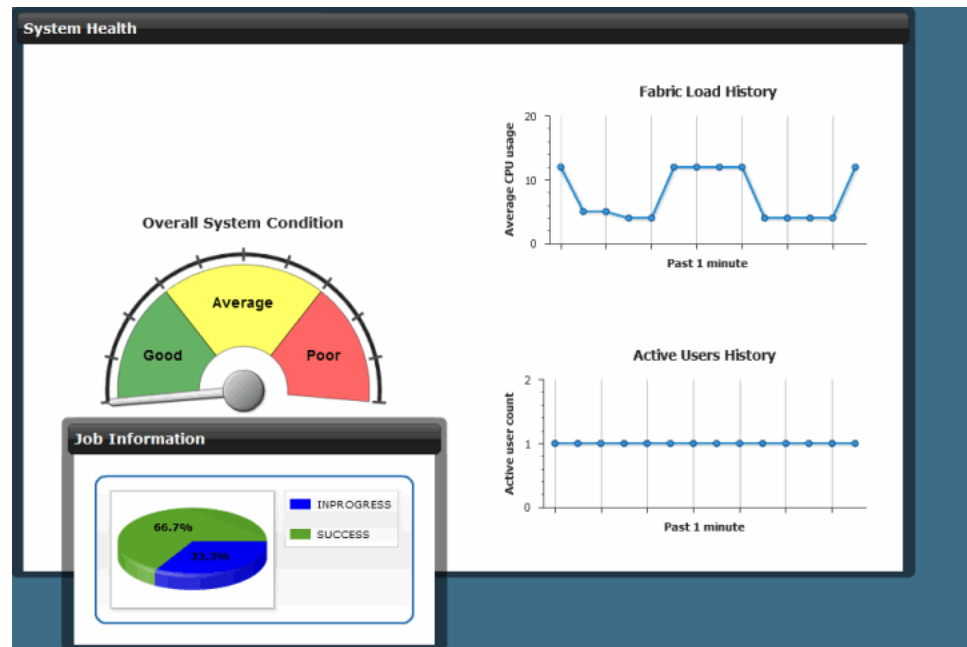 System Health
Fabric Load History
20
10
0
Average CPU usage
Past 1 minute
Overall System Condition
Average
Good
Poor
Active Users History
2
1
0
Active user count
Past 1 minute
Job Information
66.7%
33.3%
INPROGRESS
SUCCESS